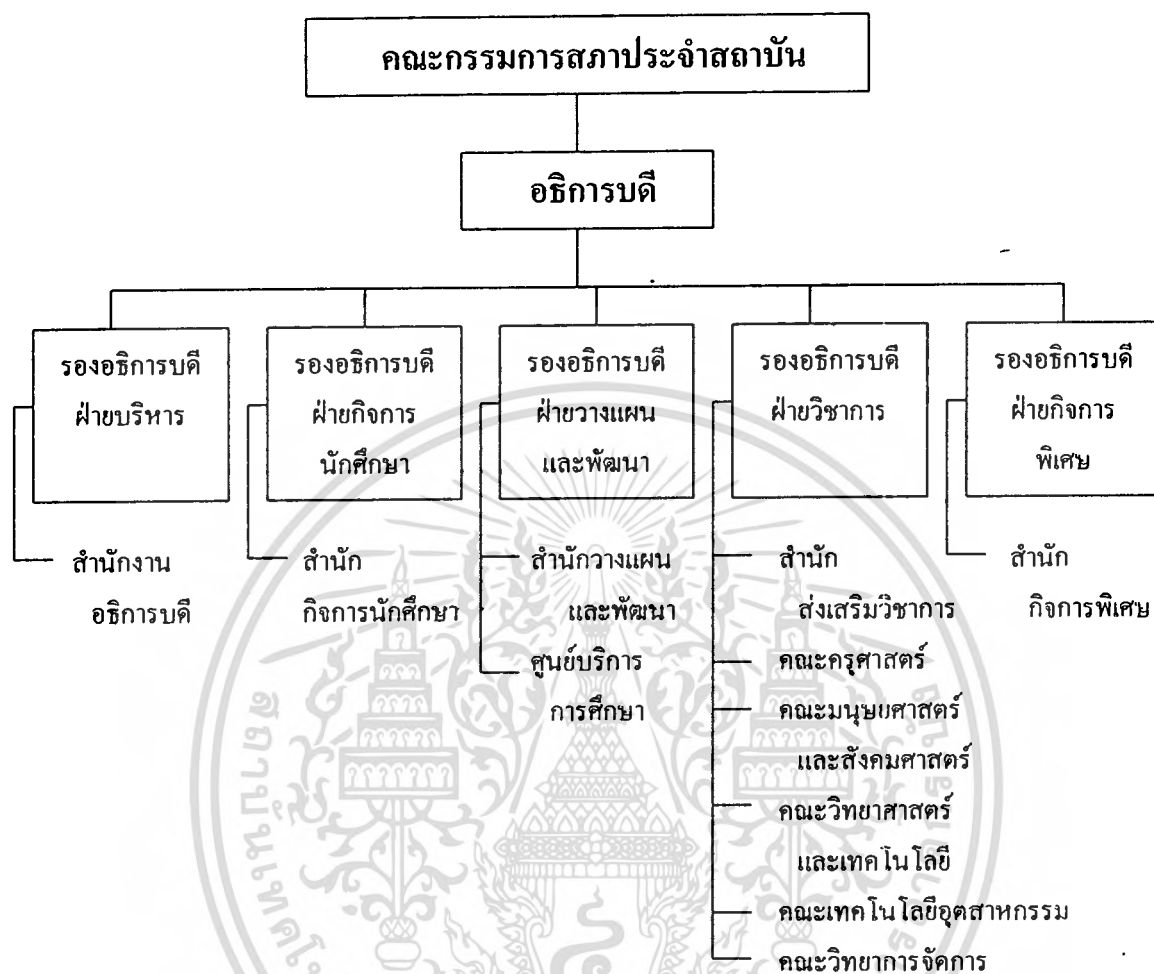 คณะกรรมการสภาประจำสถาบัน
อธิการบดี
รองอธิการบดี
ฝ่ายบริหาร
สำนักงาน
อธิการบดี
รองอธิการบดี
ฝ่ายกิจการ
นักศึกษา
สำนัก
กิจการนักศึกษา
รองอธิการบดี
ฝ่ายวางแผน
และพัฒนา
สำนักวางแผน
และพัฒนา
ศูนย์บริการ
การศึกษา
รองอธิการบดี
ฝ่ายวิชาการ
สำนัก
ส่งเสริมวิชาการ
คณะครุศาสตร์
คณะมนุษยศาสตร์
และสังคมศาสตร์
คณะวิทยาศาสตร์
และเทคโนโลยี
คณะเทคโนโลยีอุตสาหกรรม
คณะวิทยาการจัดการ
รองอธิการบดี
ฝ่ายกิจการ
พิเศษ
สำนัก
กิจการพิเศษ